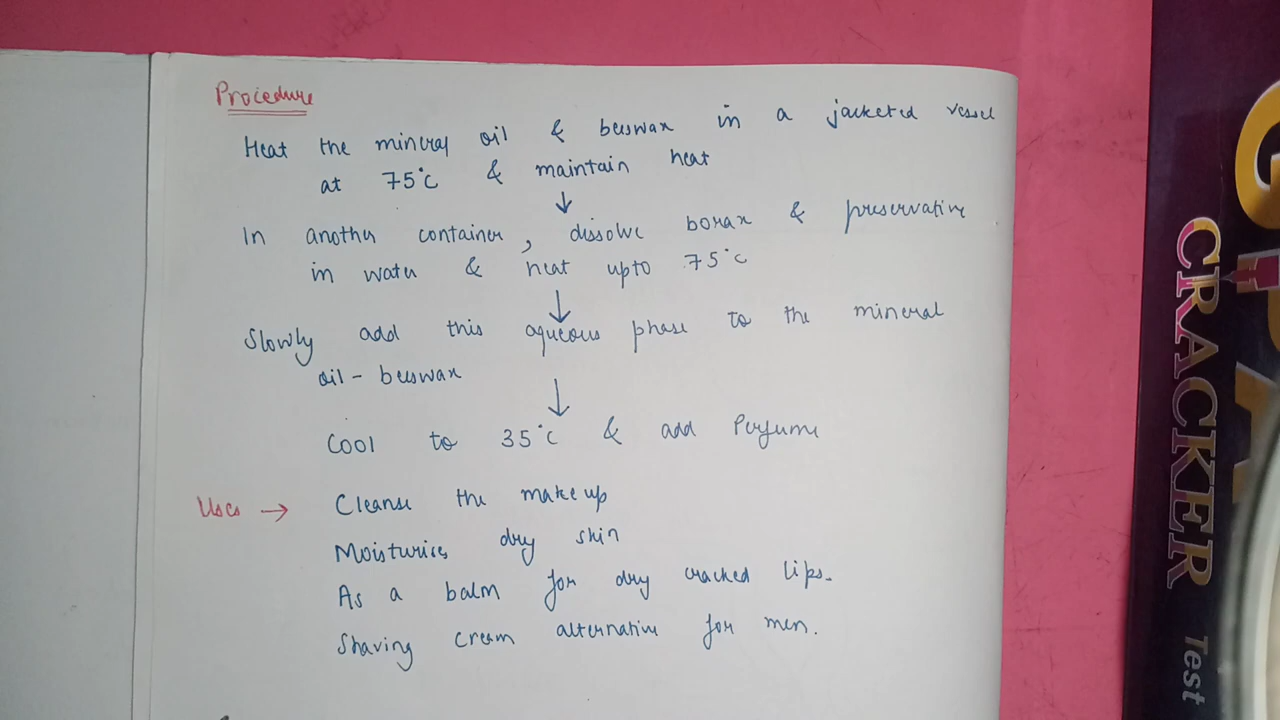 Procedure
Heat the mineral oil & beeswax in a jacketed vessel
at 75°C & maintain heat
↓
In another container, dissolve borax & preservative
in water & heat upto 75°C
↓
Slowly add this aqueous phase to the mineral
oil - beeswax
↓
Cool to 35°C & add Perfume
Uses → Cleanse the make up
Moisturises dry skin
As a balm for dry cracked lips.
Shaving cream alternative for men.
CRACKER
Test